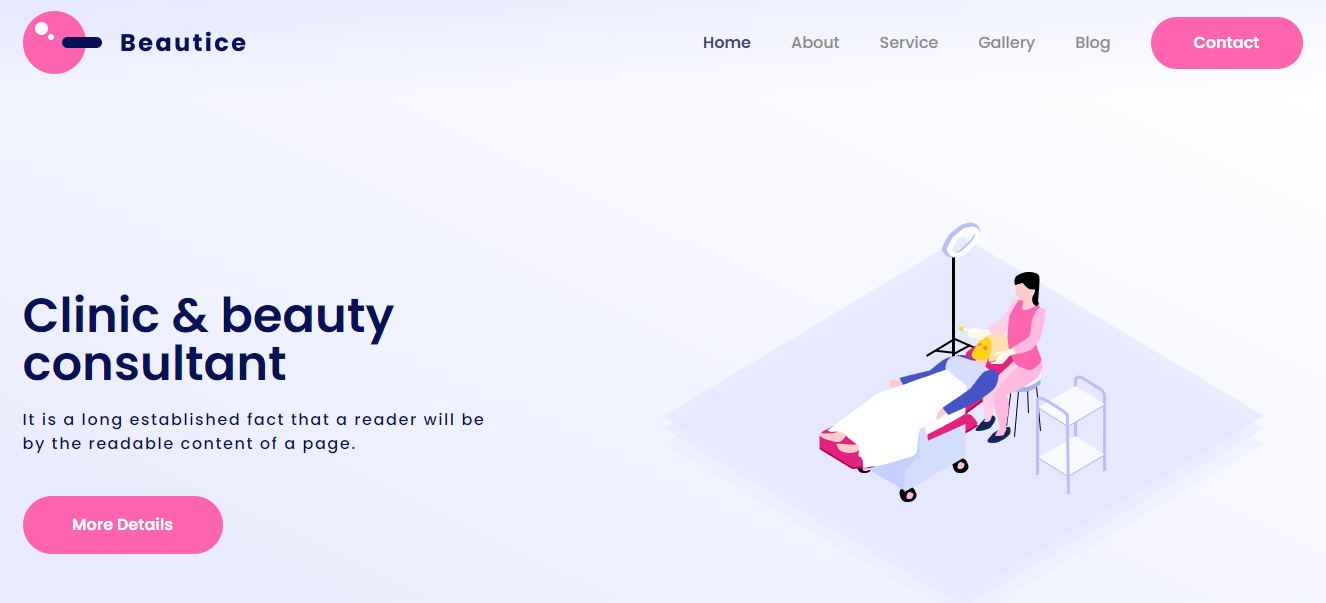 Beautice
Home About Service Gallery Blog Contact
Clinic & beauty
consultant
It is a long established fact that a reader will be
by the readable content of a page.
More Details